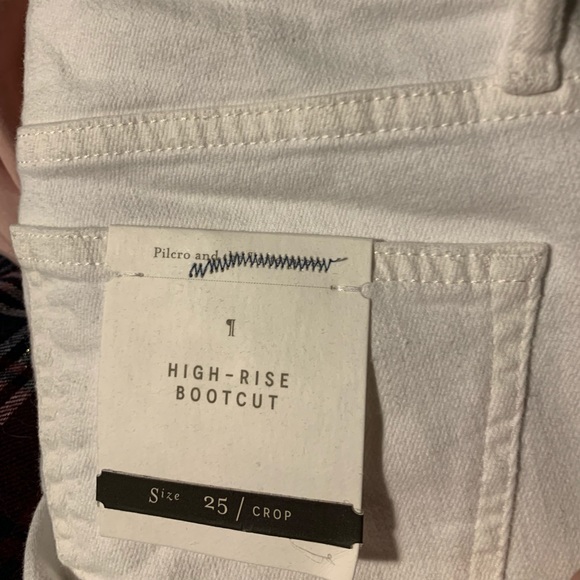 Pilcro and
¶
HIGH-RISE
BOOTCUT
Size 25 / CROP